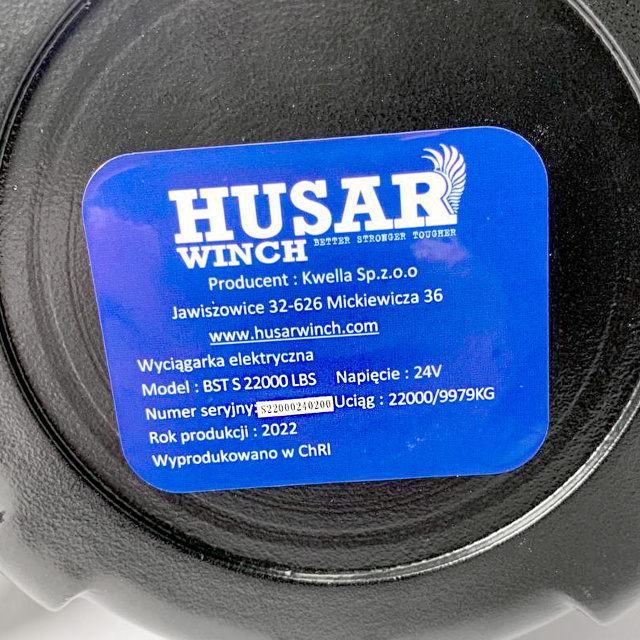 HUSAR
WINCH BETTER STRONGER TOUGHER
Producent : Kwella Sp.z.o.o
Jawiszowice 32-626 Mickiewicza 36
www.husarwinch.com
Wyciągarka elektryczna
Model : BST S 22000 LBS Napięcie : 24V
Numer seryjny: S22000240200 Uciąg : 22000/9979KG
Rok produkcji : 2022
Wyprodukowano w ChRl